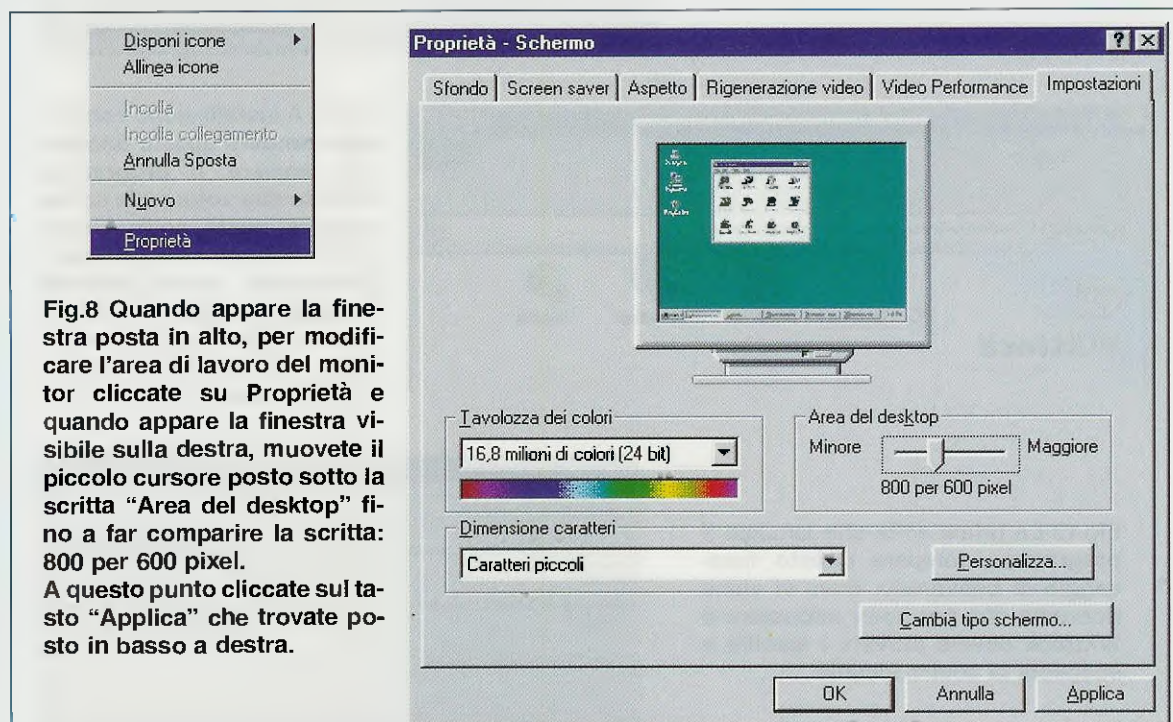 Disponi icone
Allinea icone
Incolla
Incolla collegamento
Annulla Sposta
Nuovo
Proprietà
Fig.8 Quando appare la fine-
stra posta in alto, per modifi-
care l'area di lavoro del moni-
tor cliccate su Proprietà e
quando appare la finestra vi-
sibile sulla destra, muovete il
piccolo cursore posto sotto la
scritta "Area del desktop" fi-
no a far comparire la scritta:
800 per 600 pixel.
A questo punto cliccate sul ta-
sto "Applica" che trovate po-
sto in basso a destra.
Proprietà - Schermo
Sfondo Screen saver Aspetto Rigenerazione video Video Performance Impostazioni
Tavolozza dei colori
16,8 milioni di colori (24 bit)
Area del desktop
Minore Maggiore
800 per 600 pixel
Dimensione caratteri
Caratteri piccoli
Personalizza...
Cambia tipo schermo...
OK Annulla Applica